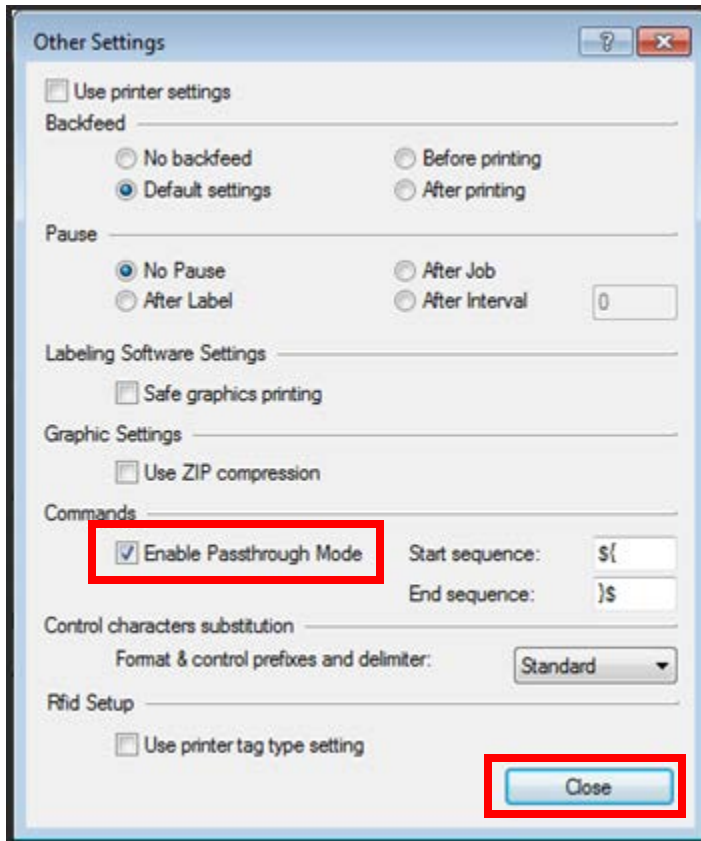 Other Settings
Use printer settings
Backfeed
No backfeed Before printing
Default settings After printing
Pause
No Pause After Job
After Label After Interval 0
Labeling Software Settings
Safe graphics printing
Graphic Settings
Use ZIP compression
Commands
Enable Passthrough Mode Start sequence: ${
End sequence: }$
Control characters substitution
Format & control prefixes and delimiter: Standard
Rfid Setup
Use printer tag type setting
Close